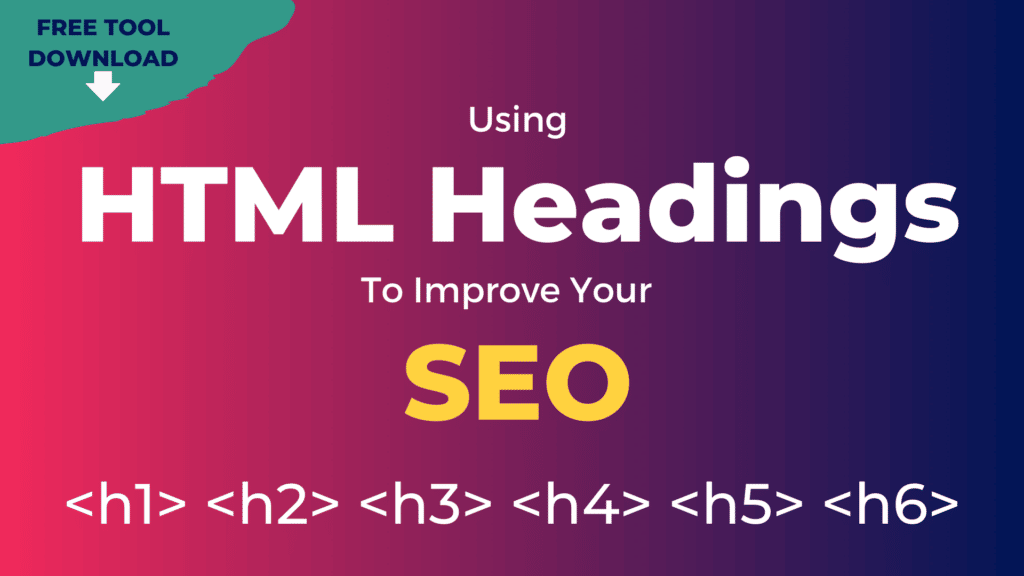 FREE TOOL
DOWNLOAD
Using
HTML Headings
To Improve Your
SEO
<h1> <h2> <h3> <h4> <h5> <h6>